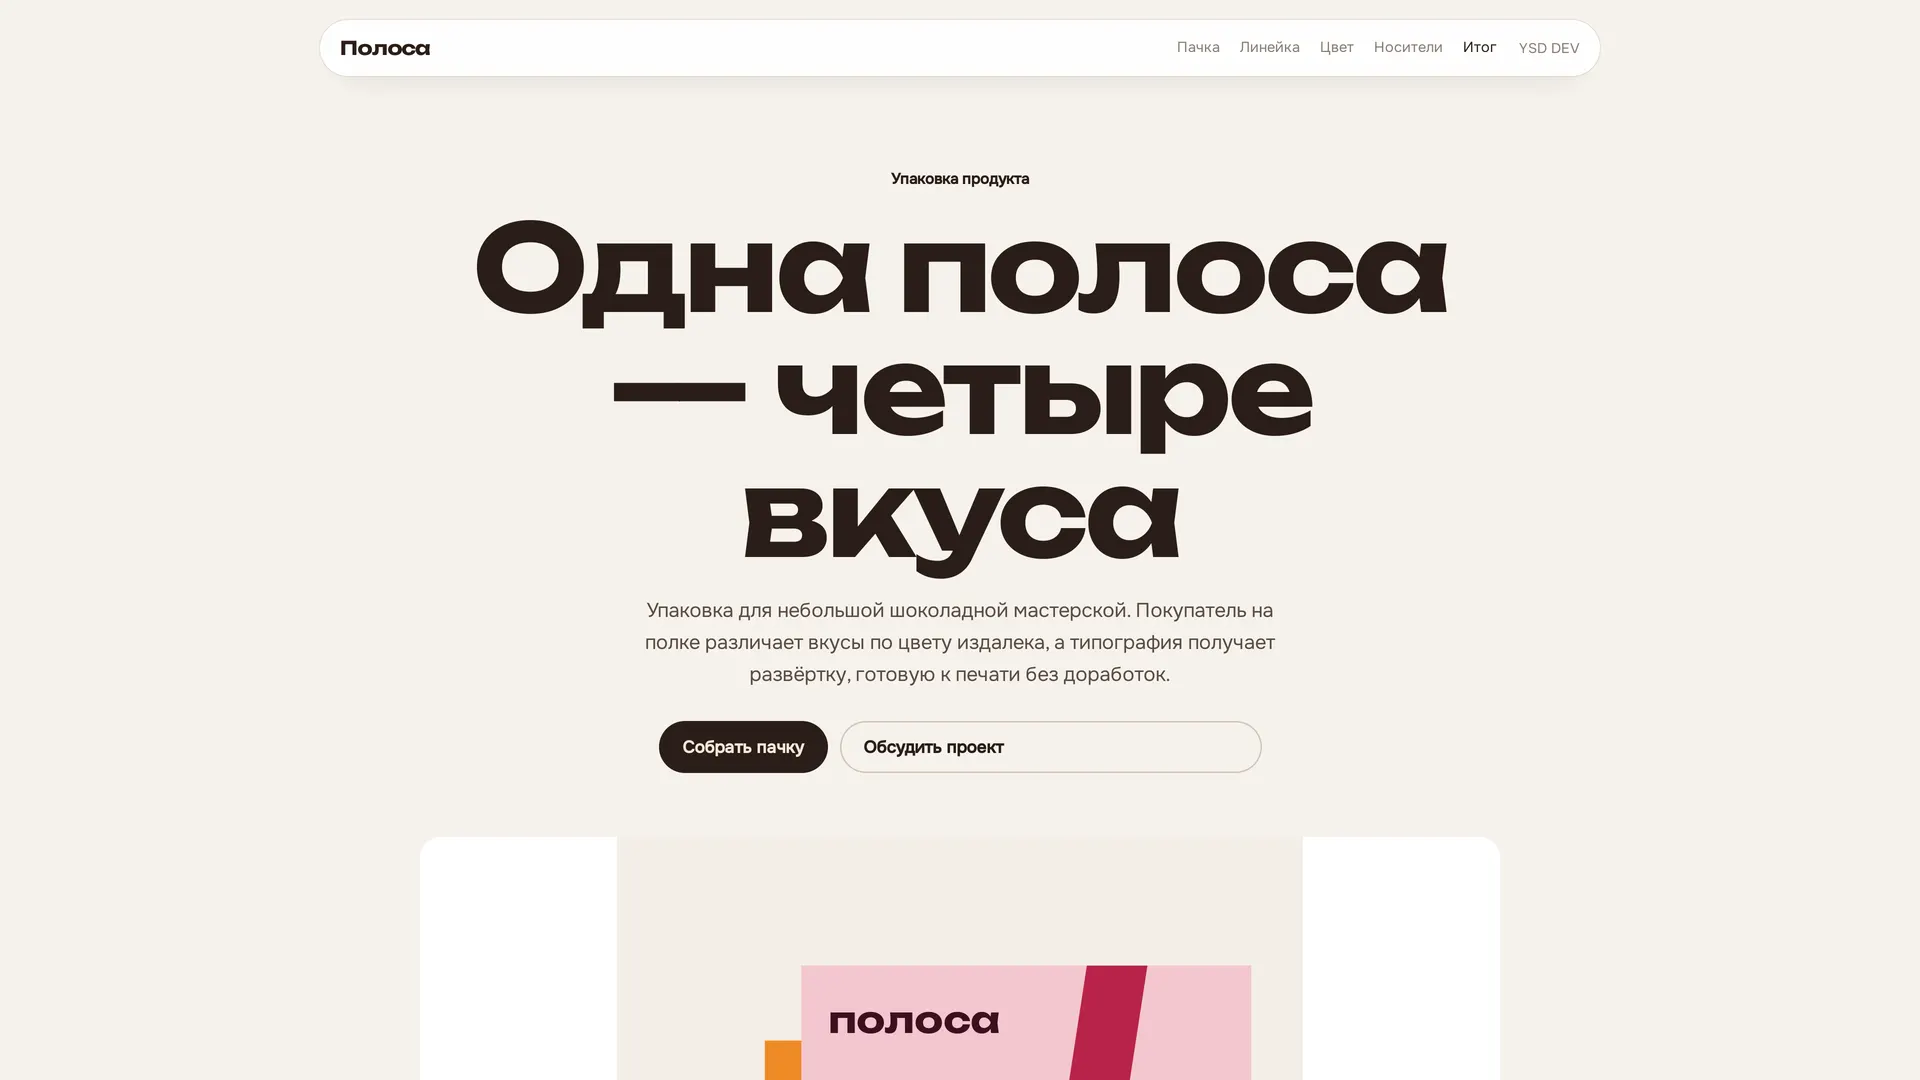 Полоса
Пачка
Линейка
Цвет
Носители
Итог
YSD DEV
Упаковка продукта
Одна полоса
— четыре
вкуса
Упаковка для небольшой шоколадной мастерской. Покупатель на
полке различает вкусы по цвету издалека, а типография получает
развёртку, готовую к печати без доработок.
Собрать пачку
Обсудить проект
полоса